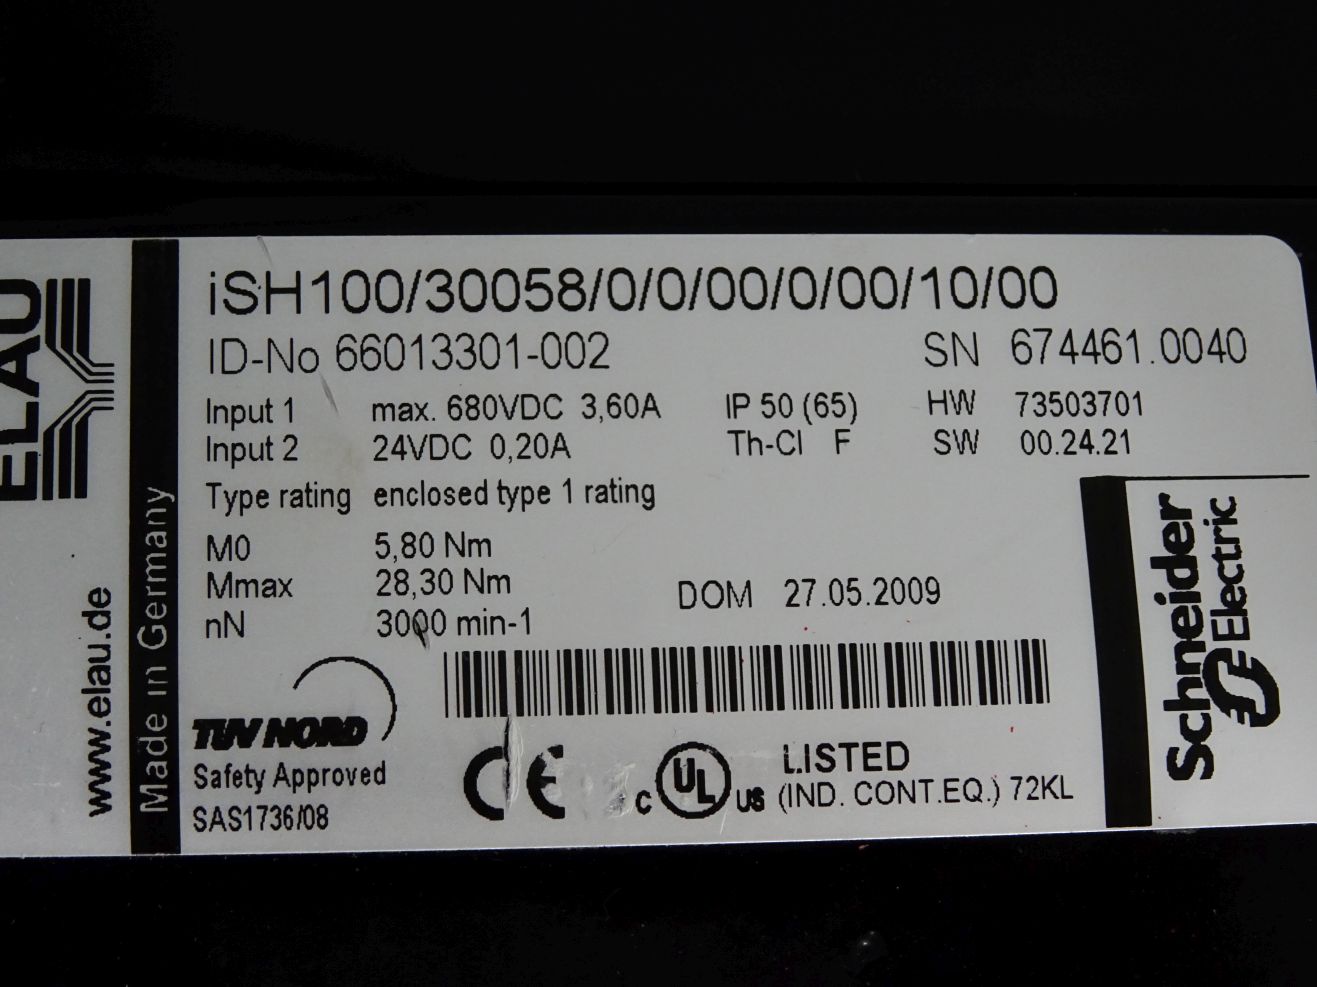 ELAU
www.elau.de
Made in Germany
iSH100/30058/0/0/00/0/00/10/00
ID-No 66013301-002 SN 674461.0040
Input 1 max. 680VDC 3,60A IP 50 (65) HW 73503701
Input 2 24VDC 0,20A Th-Cl F SW 00.24.21
Type rating enclosed type 1 rating
M0 5,80 Nm
Mmax 28,30 Nm DOM 27.05.2009
nN 3000 min-1
TÜV NORD
Safety Approved
SAS1736/08
CE
C UL US LISTED
(IND. CONT.EQ.) 72KL
Schneider
Electric